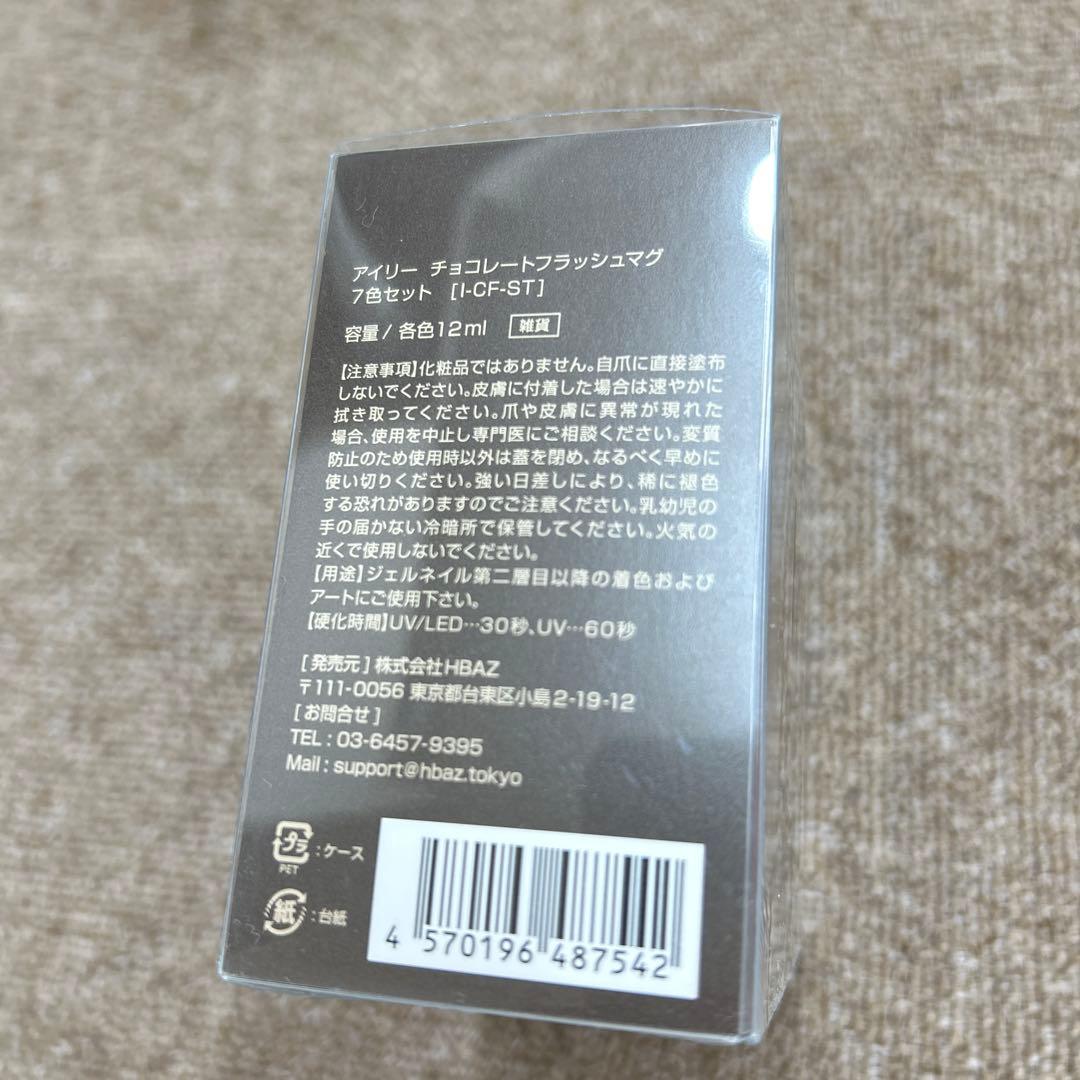 アイリー チョコレートフラッシュマグ
7色セット [I-CF-ST]
容量/各色12ml 雑貨
【注意事項】化粧品ではありません。自爪に直接塗布
しないでください。皮膚に付着した場合は速やかに
拭き取ってください。爪や皮膚に異常が現れた
場合、使用を中止し専門医にご相談ください。変質
防止のため使用時以外は蓋を閉め、なるべく早めに
使い切りください。強い日差しにより、稀に褪色
する恐れがありますのでご注意ください。乳幼児の
手の届かない冷暗所で保管してください。火気の
近くで使用しないでください。
【用途】ジェルネイル第二層目以降の着色および
アートにご使用下さい。
【硬化時間】UV/LED…30秒、UV…60秒
[発売元] 株式会社HBAZ
〒111-0056 東京都台東区小島2-19-12
[お問合せ]
TEL : 03-6457-9395
Mail : support@hbaz.tokyo
プラ :ケース
PET
紙 :台紙
4 570196 487542